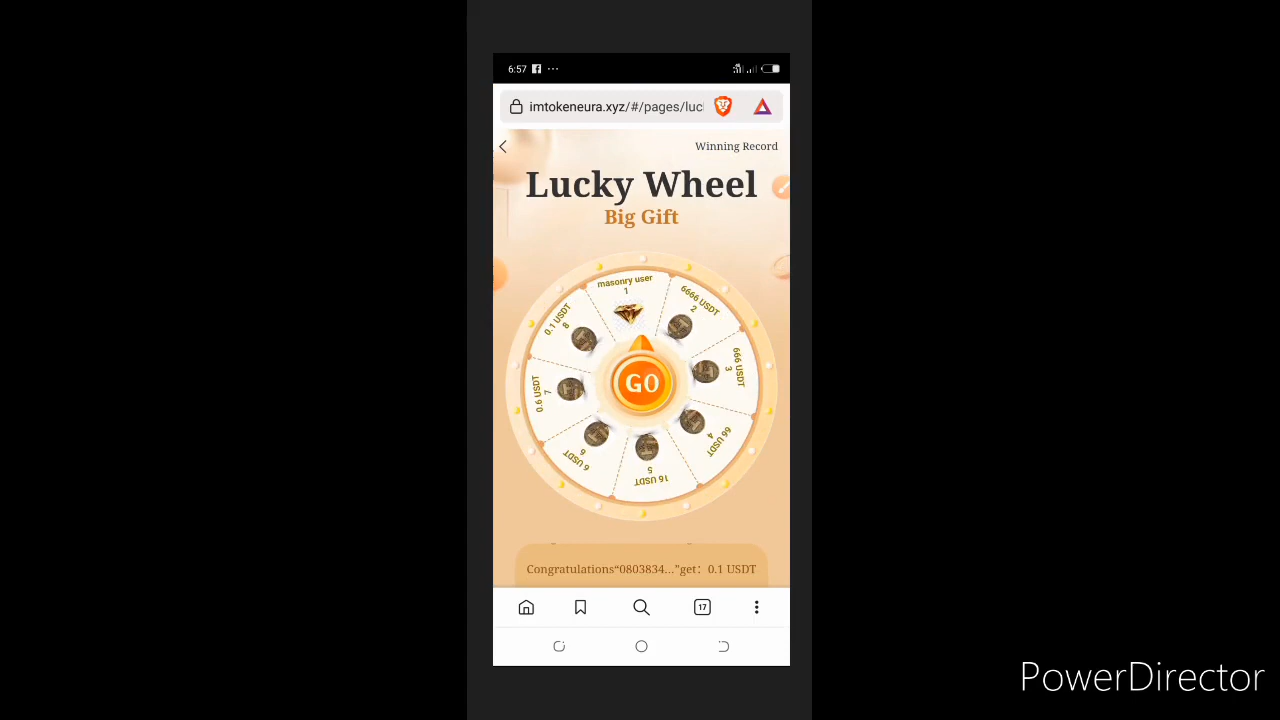 6:57
imtokeneura.xyz/#/pages/luc
Winning Record
Lucky Wheel
Big Gift
masonry user
1
6666 USDT
2
666 USDT
3
66 USDT
4
16 USDT
5
6 USDT
6
0.6 USDT
7
0.1 USDT
8
GO
Congratulations“0803834...”get： 0.1 USDT
17
PowerDirector